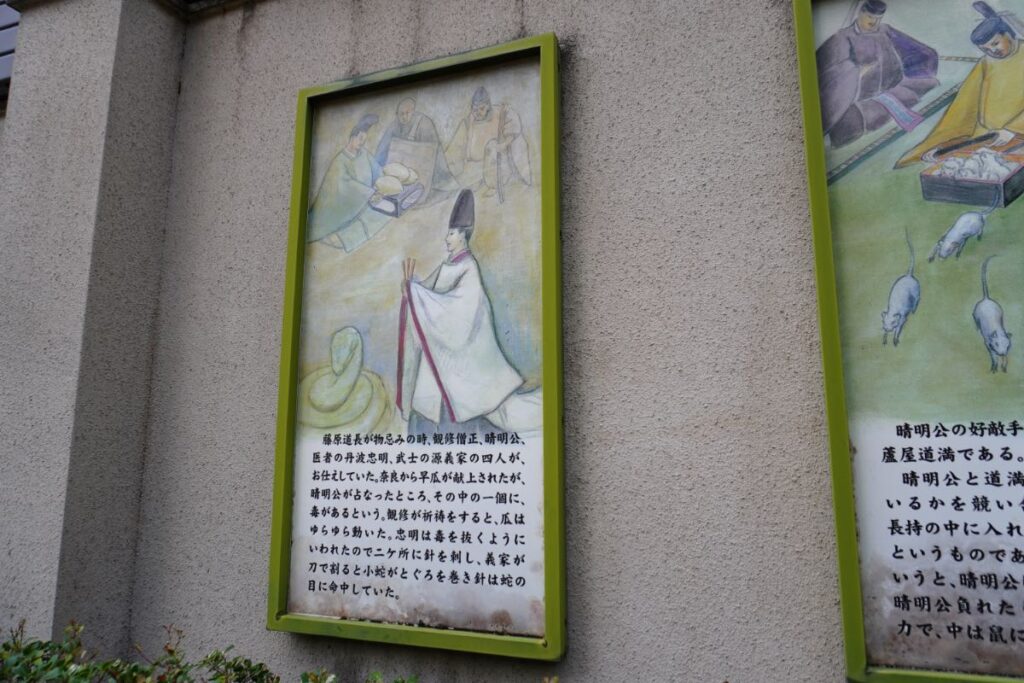 藤原道長が物忌みの時、観修僧正、晴明公、
医者の丹波忠明、武士の源義家の四人が、
お仕えしていた。奈良から早瓜が献上されたが、
晴明公が占なったところ、その中の一個に、
毒があるという。観修が祈祷をすると、瓜は
ゆらゆら動いた。忠明は毒を抜くように
いわれたので二ケ所に針を刺し、義家が
刀で割ると小蛇がとぐろを巻き針は蛇の
目に命中していた。
晴明公の好敵手
蘆屋道満である。
晴明公と道満
いるかを競い
長持の中に入れ
というものであ
いうと、晴明公
晴明公負れた
力で、中は鼠に